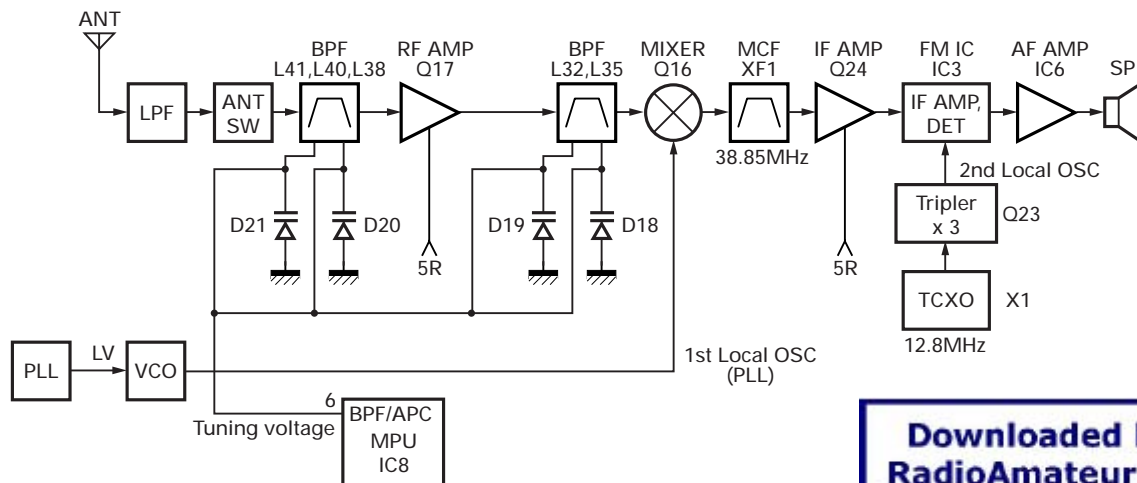 ANT
BPF
L41,L40,L38
RF AMP
Q17
BPF
L32,L35
MIXER
Q16
MCF
XF1
IF AMP
Q24
FM IC
IC3
AF AMP
IC6
SP
LPF
ANT
SW
IF AMP,
DET
38.85MHz
2nd Local OSC
D21
D20
D19
D18
Tripler
x 3
Q23
5R
5R
TCXO
X1
12.8MHz
PLL
LV
VCO
1st Local OSC
(PLL)
6
Tuning voltage
BPF/APC
MPU
IC8
Downloaded
RadioAmateur